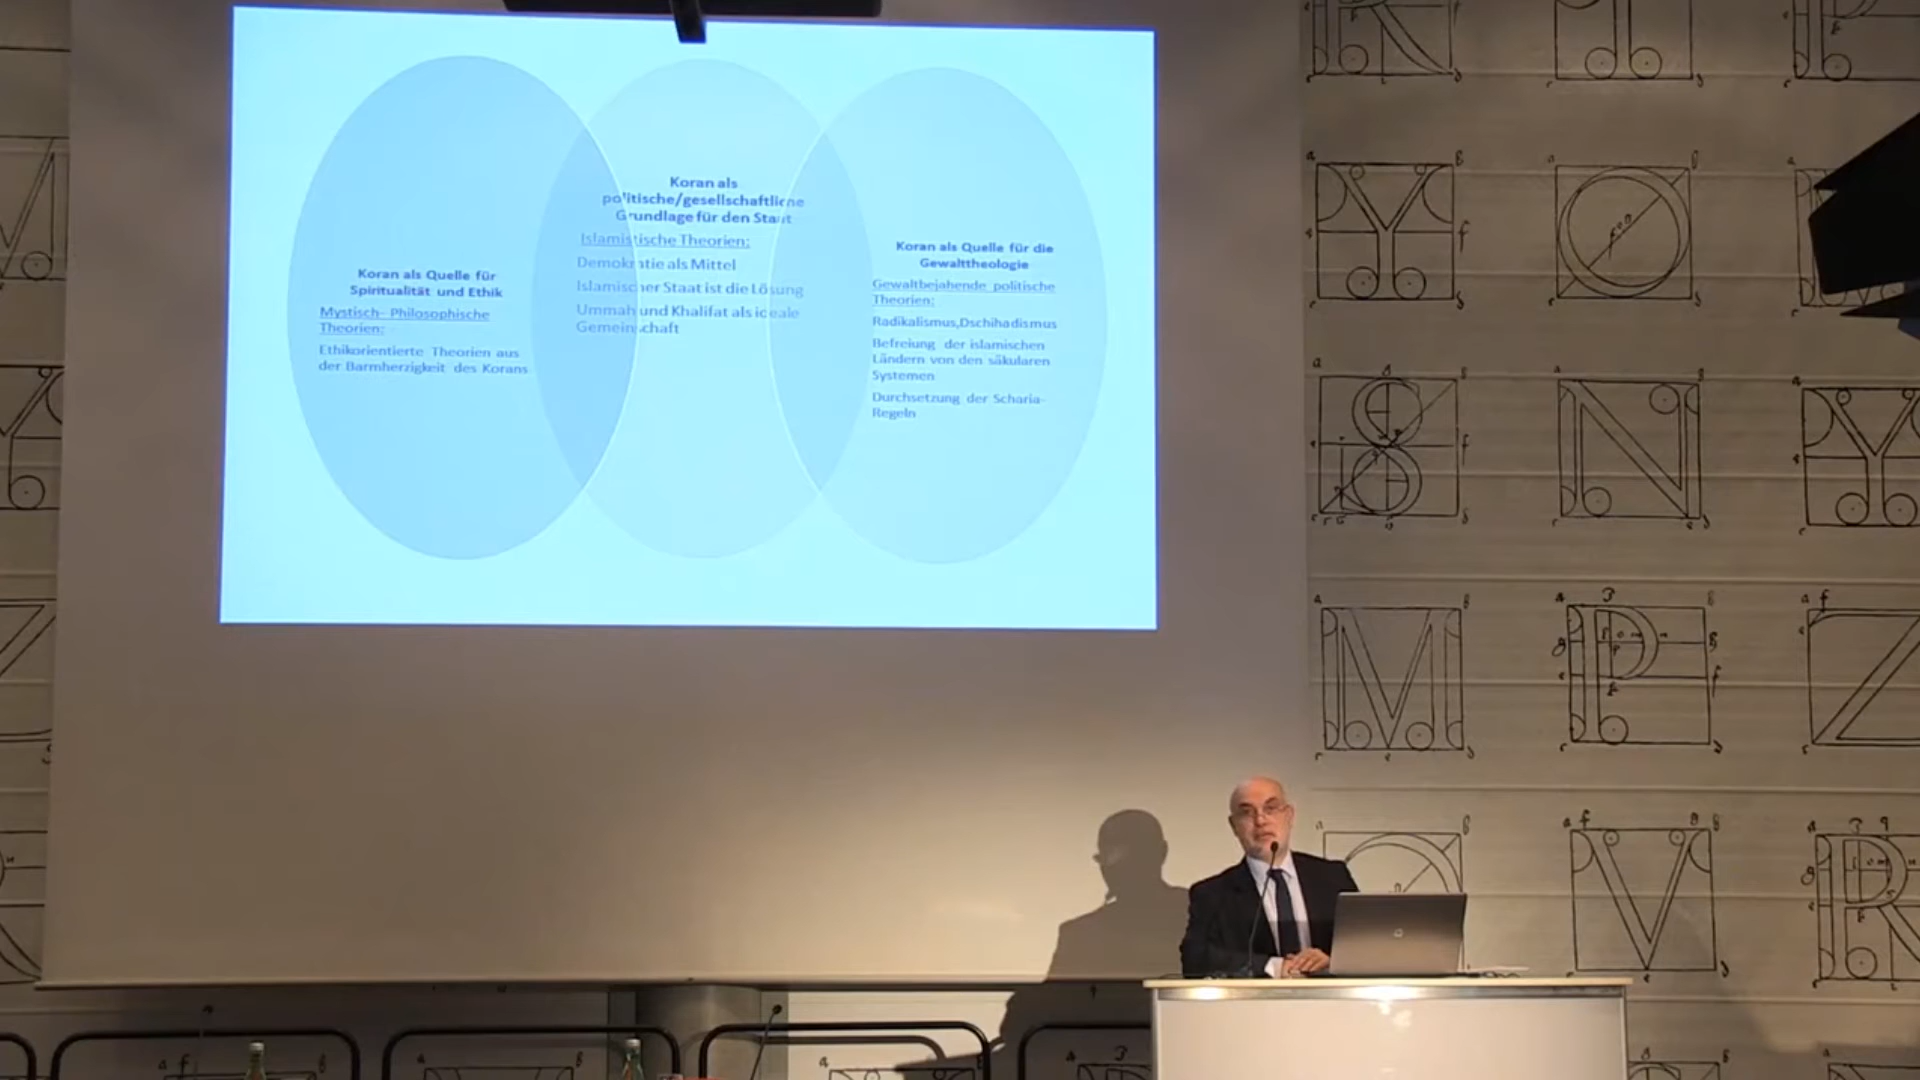 Koran als Quelle für
Spiritualität und Ethik
Mystisch- Philosophische
Theorien:
Ethikorientierte Theorien aus
der Barmherzigkeit des Korans
Koran als
politische/gesellschaftliche
Grundlage für den Staat
Islamistische Theorien:
Demokratie als Mittel
Islamischer Staat ist die Lösung
Ummah und Khalifat als ideale
Gemeinschaft
Koran als Quelle für die
Gewalttheologie
Gewaltbejahende politische
Theorien:
Radikalismus,Dschihadismus
Befreiung der islamischen
Ländern von den säkularen
Systemen
Durchsetzung der Scharia-
Regeln